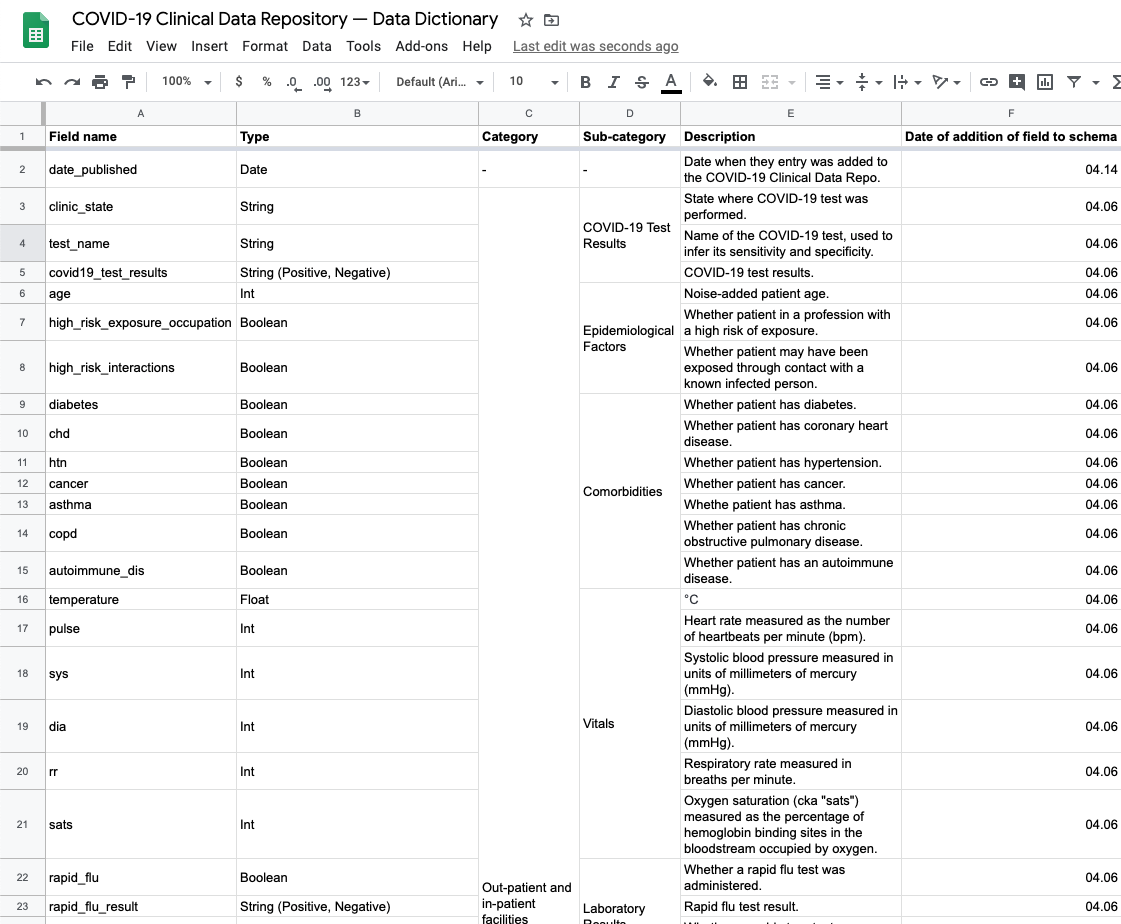 COVID-19 Clinical Data Repository — Data Dictionary
File Edit View Insert Format Data Tools Add-ons Help Last edit was seconds ago
100% $ % .0 .00 123 Default (Ari... 10 B I S A
A B C D E F
1 Field name Type Category Sub-category Description Date of addition of field to schema
2 date_published Date - - Date when they entry was added to
the COVID-19 Clinical Data Repo. 04.14
3 clinic_state String State where COVID-19 test was
performed. 04.06
COVID-19 Test
Results
4 test_name String Name of the COVID-19 test, used to
infer its sensitivity and specificity. 04.06
5 covid19_test_results String (Positive, Negative) COVID-19 test results. 04.06
6 age Int Noise-added patient age. 04.06
7 high_risk_exposure_occupation Boolean Whether patient in a profession with
a high risk of exposure. 04.06
Epidemiological
Factors
8 high_risk_interactions Boolean Whether patient may have been
exposed through contact with a
known infected person. 04.06
9 diabetes Boolean Whether patient has diabetes. 04.06
10 chd Boolean Whether patient has coronary heart
disease. 04.06
11 htn Boolean Whether patient has hypertension. 04.06
12 cancer Boolean Whether patient has cancer. 04.06
Comorbidities
13 asthma Boolean Whethe patient has asthma. 04.06
14 copd Boolean Whether patient has chronic
obstructive pulmonary disease. 04.06
15 autoimmune_dis Boolean Whether patient has an autoimmune
disease. 04.06
16 temperature Float °C 04.06
17 pulse Int Heart rate measured as the number
of heartbeats per minute (bpm). 04.06
18 sys Int Systolic blood pressure measured in
units of millimeters of mercury
(mmHg). 04.06
19 dia Int Vitals Diastolic blood pressure measured in
units of millimeters of mercury
(mmHg). 04.06
20 rr Int Respiratory rate measured in
breaths per minute. 04.06
21 sats Int Oxygen saturation (cka "sats")
measured as the percentage of
hemoglobin binding sites in the
bloodstream occupied by oxygen. 04.06
22 rapid_flu Boolean Whether a rapid flu test was
administered. 04.06
Out-patient and
in-patient
facilities
23 rapid_flu_result String (Positive, Negative) Laboratory
Results
Rapid flu test result. 04.06